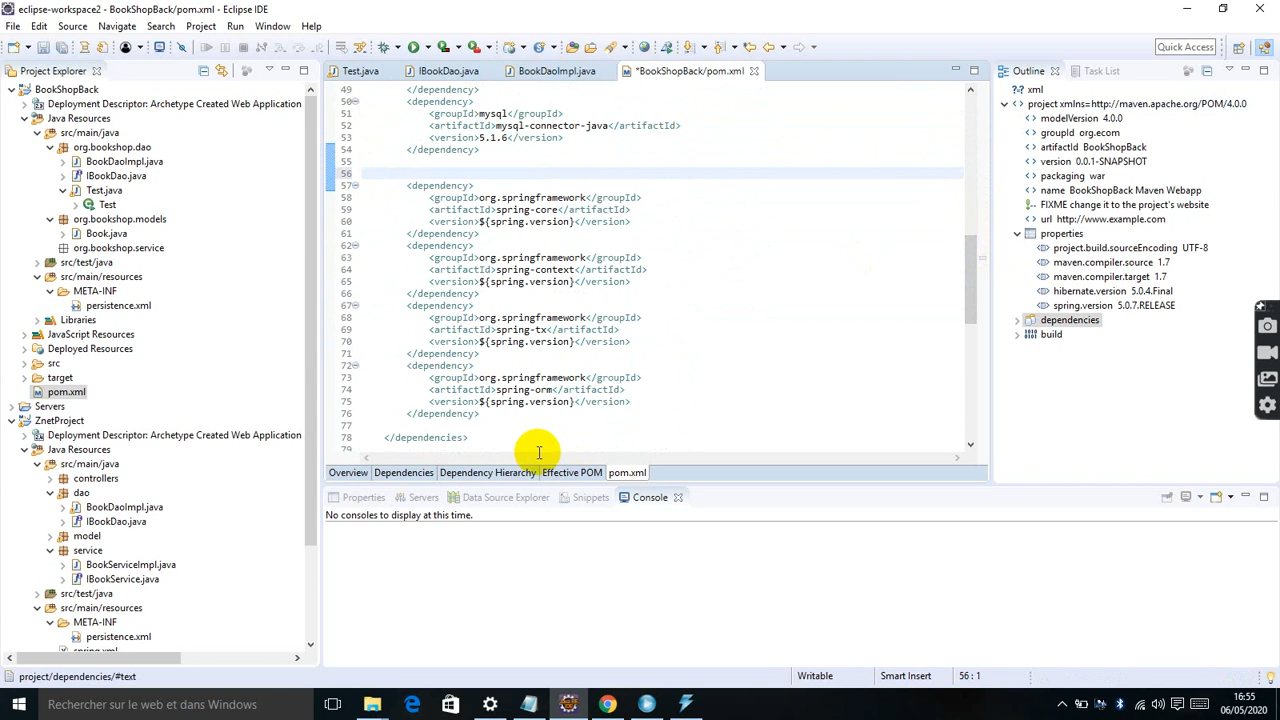 eclipse-workspace2 - BookShopBack/pom.xml - Eclipse IDE
File Edit Source Navigate Search Project Run Window Help
Quick Access
Project Explorer
BookShopBack
Deployment Descriptor: Archetype Created Web Application
Java Resources
src/main/java
org.bookshop.dao
BookDaoImpl.java
IBookDao.java
Test.java
Test
org.bookshop.models
Book.java
org.bookshop.service
src/test/java
src/main/resources
META-INF
persistence.xml
Libraries
JavaScript Resources
Deployed Resources
src
target
pom.xml
Servers
ZnetProject
Deployment Descriptor: Archetype Created Web Application
Java Resources
src/main/java
controllers
dao
BookDaoImpl.java
IBookDao.java
model
service
BookServiceImpl.java
IBookService.java
src/test/java
src/main/resources
META-INF
persistence.xml
spring.xml
Test.java IBookDao.java BookDaoImpl.java *BookShopBack/pom.xml
49 </dependency>
50 <dependency>
51 <groupId>mysql</groupId>
52 <artifactId>mysql-connector-java</artifactId>
53 <version>5.1.6</version>
54 </dependency>
55
56
57 <dependency>
58 <groupId>org.springframework</groupId>
59 <artifactId>spring-core</artifactId>
60 <version>${spring.version}</version>
61 </dependency>
62 <dependency>
63 <groupId>org.springframework</groupId>
64 <artifactId>spring-context</artifactId>
65 <version>${spring.version}</version>
66 </dependency>
67 <dependency>
68 <groupId>org.springframework</groupId>
69 <artifactId>spring-tx</artifactId>
70 <version>${spring.version}</version>
71 </dependency>
72 <dependency>
73 <groupId>org.springframework</groupId>
74 <artifactId>spring-orm</artifactId>
75 <version>${spring.version}</version>
76 </dependency>
77
78 </dependencies>
79
Overview Dependencies Dependency Hierarchy Effective POM pom.xml
Properties Servers Data Source Explorer Snippets Console
No consoles to display at this time.
Outline Task List
xml
project xmlns=http://maven.apache.org/POM/4.0.0
modelVersion 4.0.0
groupId org.ecom
artifactId BookShopBack
version 0.0.1-SNAPSHOT
packaging war
name BookShopBack Maven Webapp
FIXME change it to the project's website
url http://www.example.com
properties
project.build.sourceEncoding UTF-8
maven.compiler.source 1.7
maven.compiler.target 1.7
hibernate.version 5.0.4.Final
spring.version 5.0.7.RELEASE
dependencies
build
project/dependencies/#text
Writable Smart Insert 56 : 1
Rechercher sur le web et dans Windows
16:55
06/05/2020